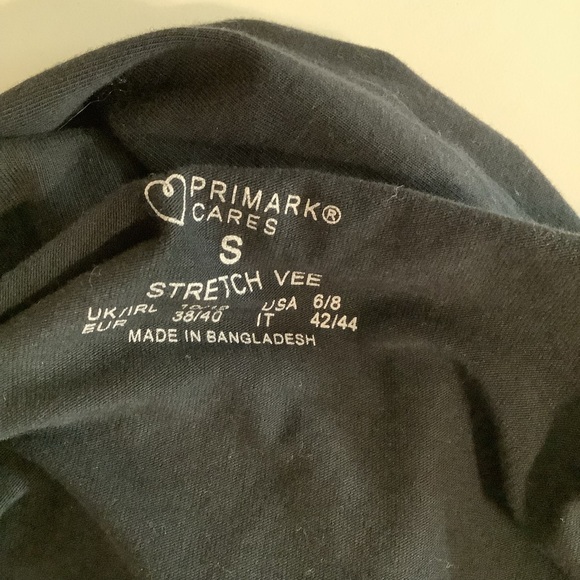 PRIMARK®
CARES
S
STRETCH VEE
UK/IRL USA 6/8
EUR 38/40 IT 42/44
MADE IN BANGLADESH